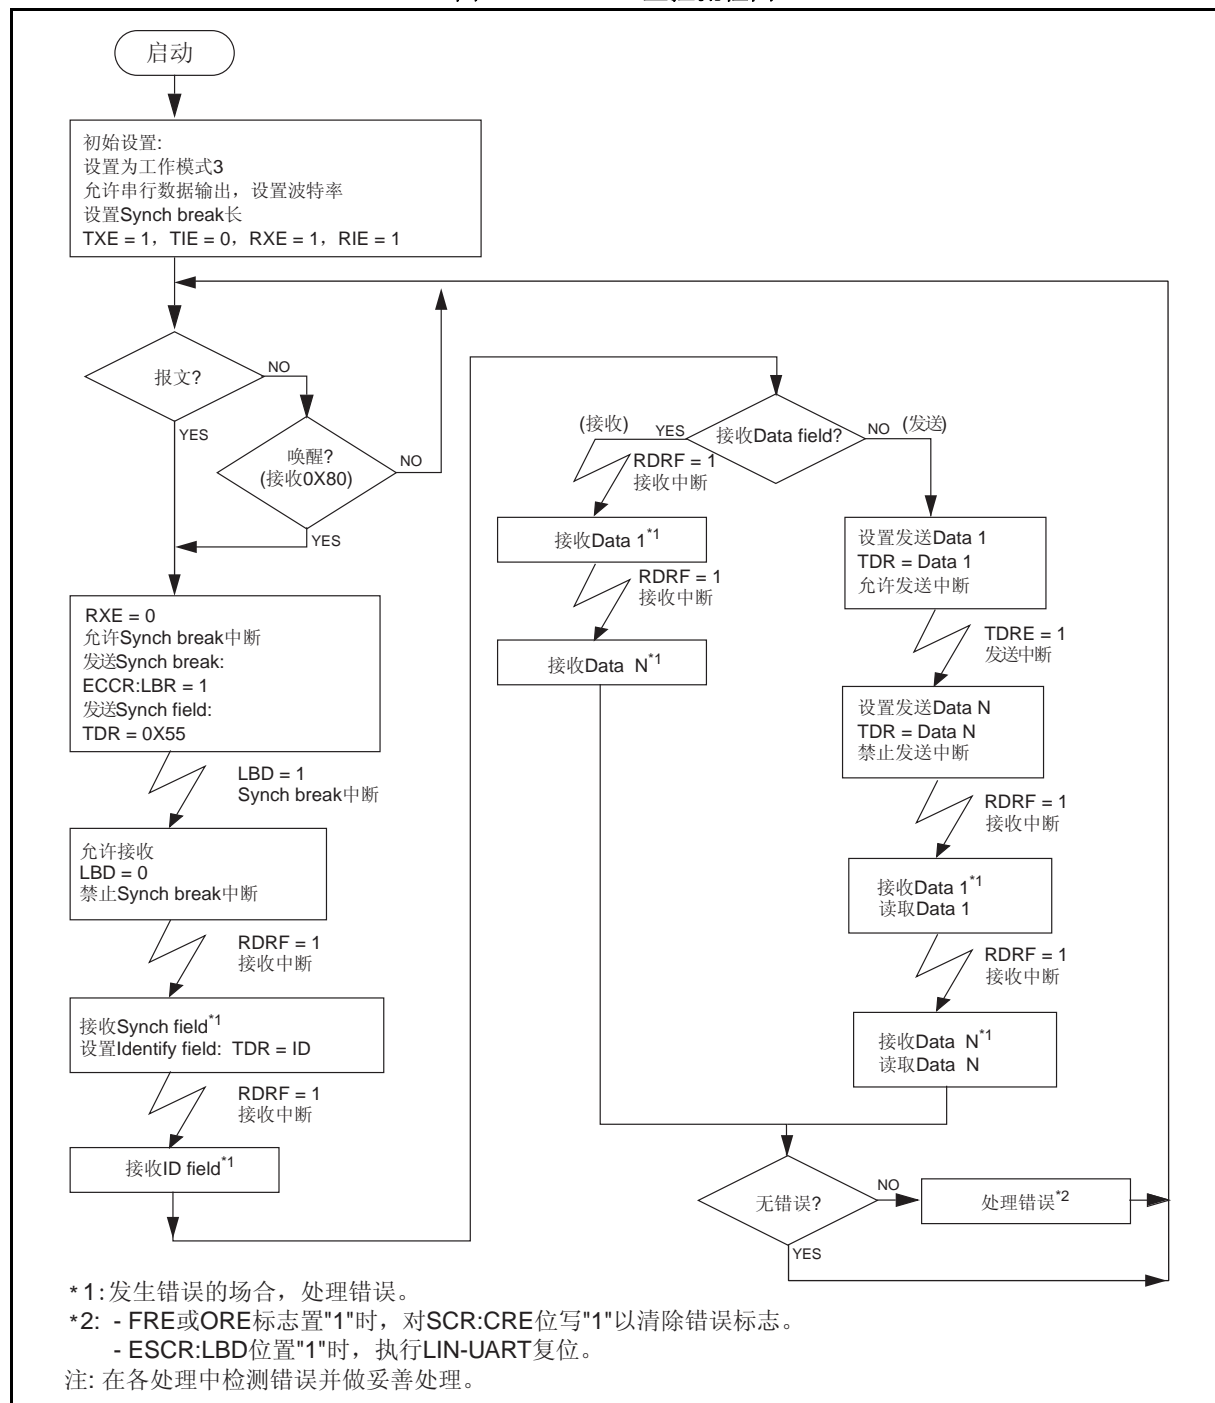 启动
初始设置:
设置为工作模式3
允许串行数据输出，设置波特率
设置Synch break长
TXE = 1，TIE = 0，RXE = 1，RIE = 1
报文?
NO
YES
唤醒?
(接收0X80)
NO
YES
RXE = 0
允许Synch break中断
发送Synch break:
ECCR:LBR = 1
发送Synch field:
TDR = 0X55
LBD = 1
Synch break中断
允许接收
LBD = 0
禁止Synch break中断
RDRF = 1
接收中断
接收Synch field*1
设置Identify field: TDR = ID
RDRF = 1
接收中断
接收ID field*1
接收Data field?
(接收)
YES
NO
(发送)
RDRF = 1
接收中断
接收Data 1*1
RDRF = 1
接收中断
接收Data N*1
设置发送Data 1
TDR = Data 1
允许发送中断
TDRE = 1
发送中断
设置发送Data N
TDR = Data N
禁止发送中断
RDRF = 1
接收中断
接收Data 1*1
读取Data 1
RDRF = 1
接收中断
接收Data N*1
读取Data N
无错误?
NO
处理错误*2
YES
*1:发生错误的场合，处理错误。
*2: - FRE或ORE标志置"1"时，对SCR:CRE位写"1"以清除错误标志。
- ESCR:LBD位置"1"时，执行LIN-UART复位。
注: 在各处理中检测错误并做妥善处理。